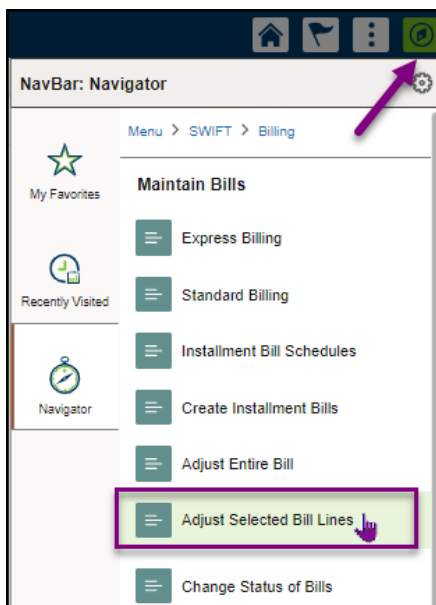 NavBar: Navigator
Menu > SWIFT > Billing
My Favorites
Maintain Bills
Express Billing
Recently Visited
Standard Billing
Installment Bill Schedules
Navigator
Create Installment Bills
Adjust Entire Bill
Adjust Selected Bill Lines
Change Status of Bills